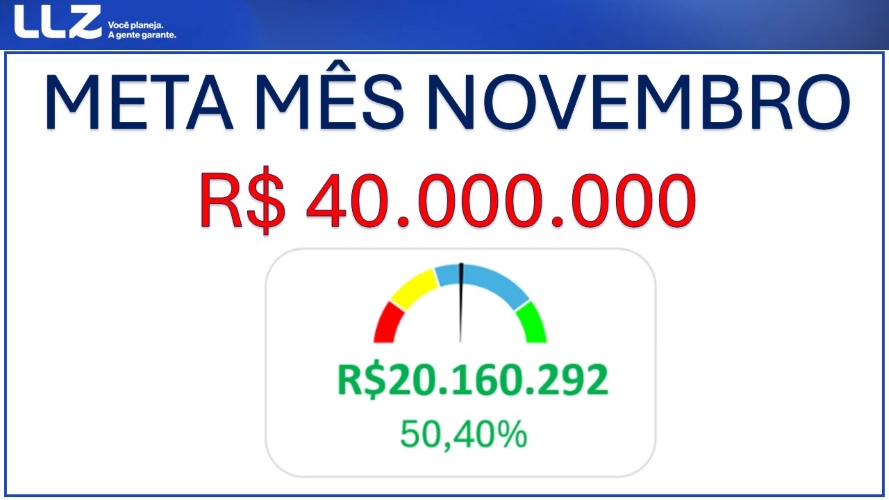 LLZ
Você planeja.
A gente garante.
META MÊS NOVEMBRO
R$ 40.000.000
R$20.160.292
50,40%